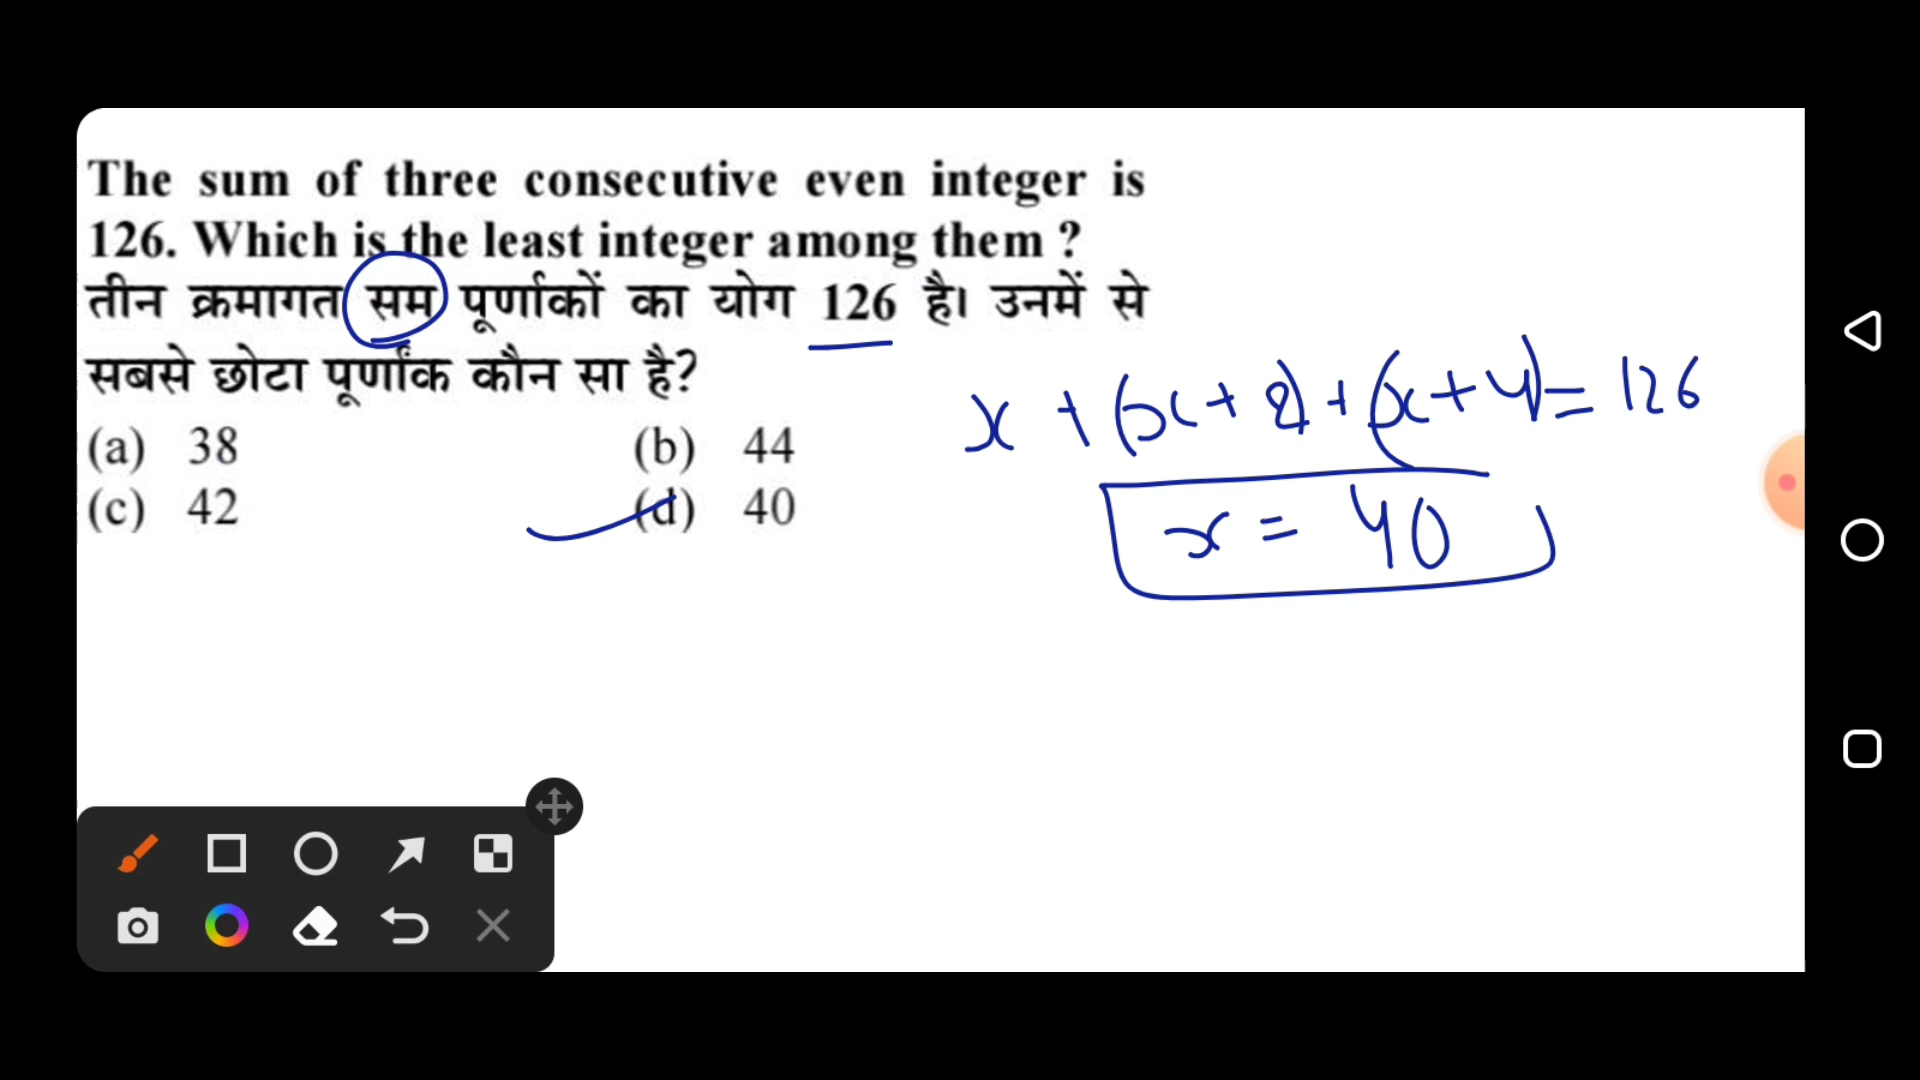 The sum of three consecutive even integer is
126. Which is the least integer among them ?
तीन क्रमागत सम पूर्णाकों का योग 126 है। उनमें से
सबसे छोटा पूर्णांक कौन सा है?
(a) 38 (b) 44
(c) 42 (d) 40
x + (x + 2) + (x + 4) = 126
x = 40